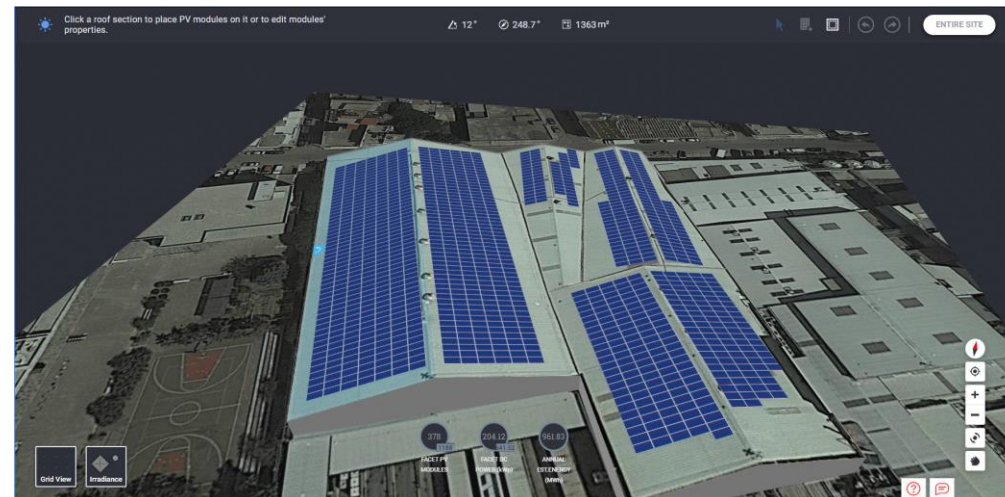 Click a roof section to place PV modules on it or to edit modules'
properties.
12°
248.7°
1363 m²
ENTIRE SITE
Grid View
Irradiance
378
FACET PV
MODULES
204.12
FACET DC
POWER (kWp)
961.83
ANNUAL
EST.ENERGY
(MWh)